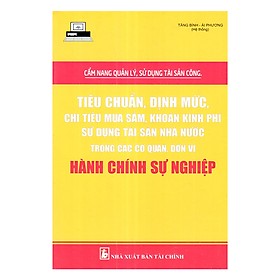 TĂNG BÌNH - ÁI PHƯƠNG
(Hệ thống)
CẨM NANG QUẢN LÝ, SỬ DỤNG TÀI SẢN CÔNG.
TIÊU CHUẨN, ĐỊNH MỨC,
CHI TIÊU MUA SẮM, KHOÁN KINH PHÍ
SỬ DỤNG TÀI SẢN NHÀ NƯỚC
TRONG CÁC CƠ QUAN, ĐƠN VỊ
HÀNH CHÍNH SỰ NGHIỆP
NHÀ XUẤT BẢN TÀI CHÍNH